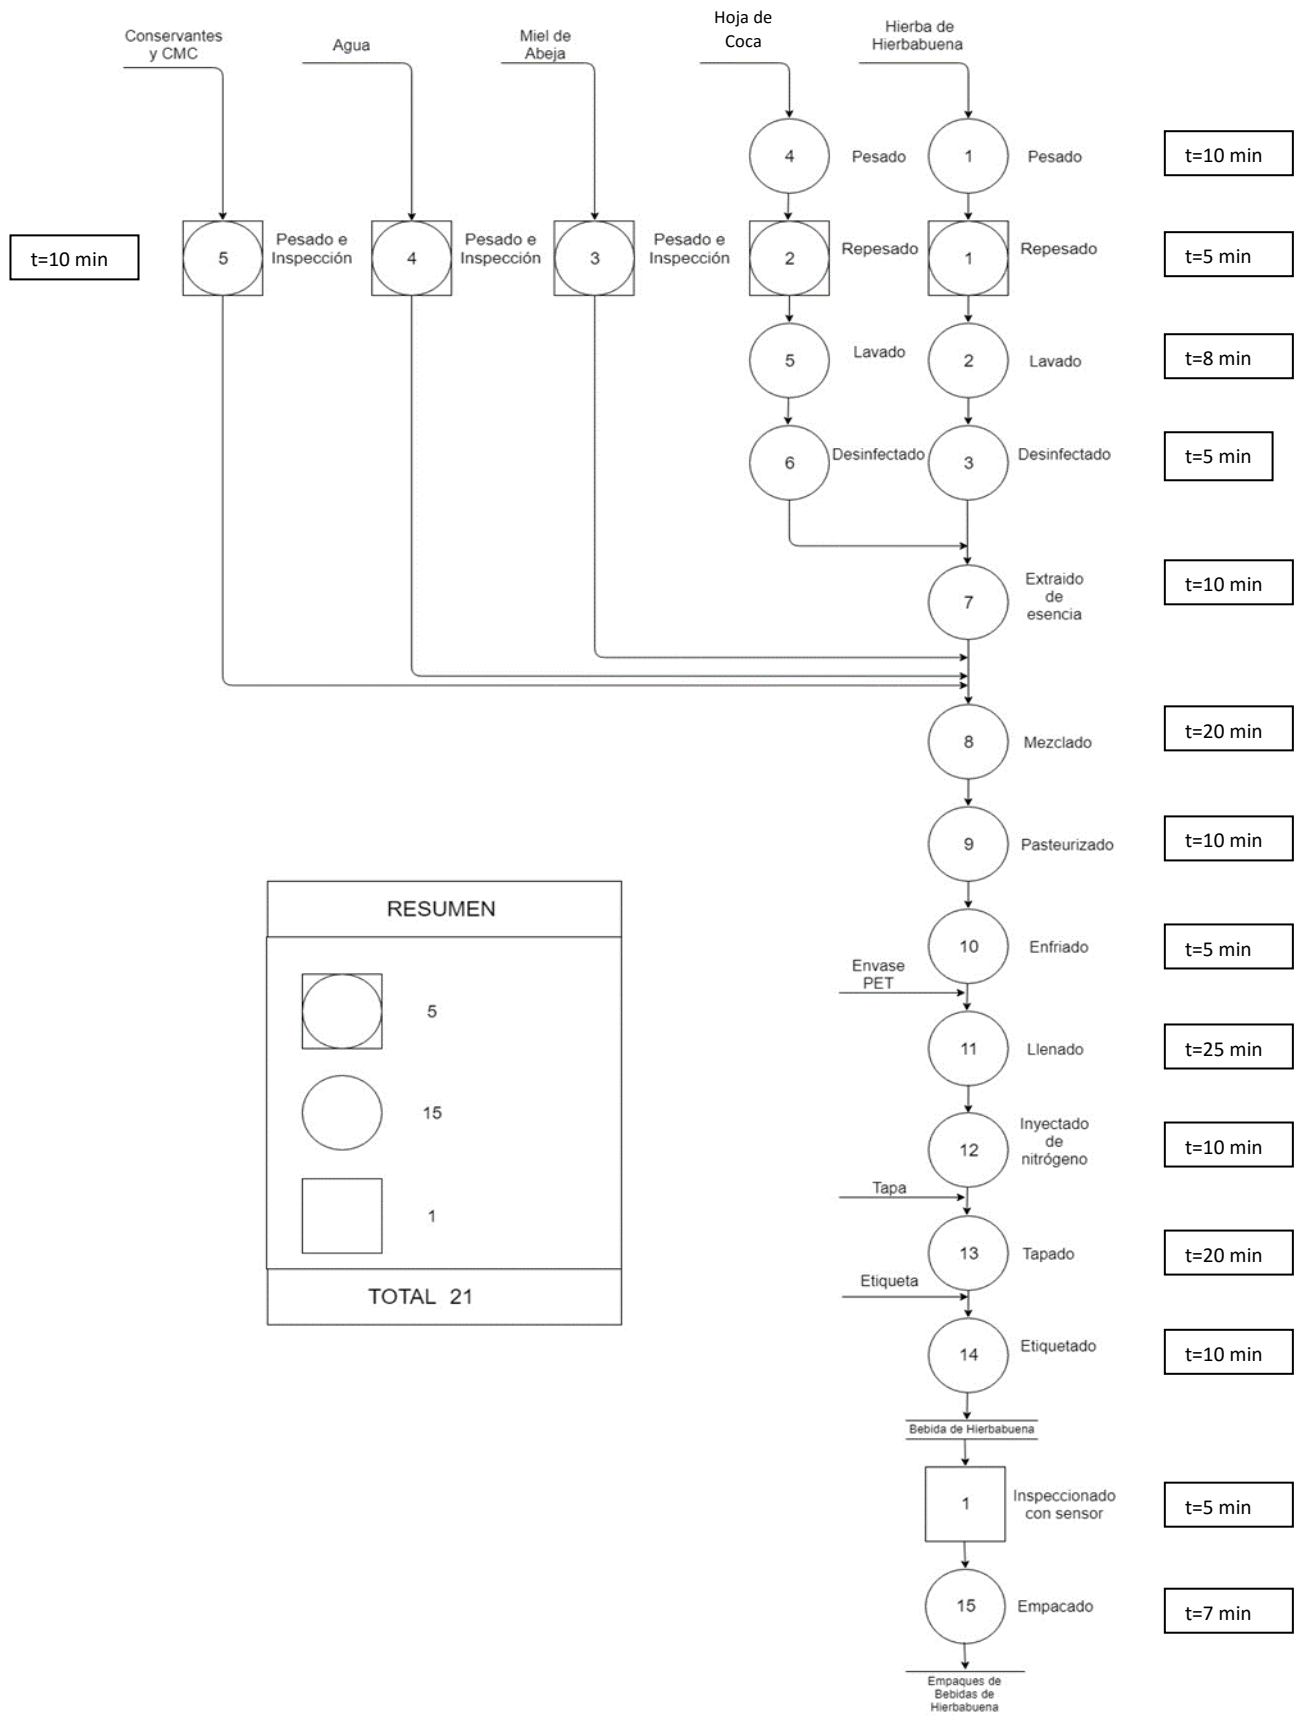 Conservantes
y CMC
Agua
Miel de
Abeja
Hoja de
Coca
Hierba de
Hierbabuena
4
Pesado
1
Pesado
t=10 min
t=10 min
5
Pesado e
Inspección
4
Pesado e
Inspección
3
Pesado e
Inspección
2
Repesado
1
Repesado
t=5 min
5
Lavado
2
Lavado
t=8 min
6
Desinfectado
3
Desinfectado
t=5 min
7
Extraido
de
esencia
t=10 min
8
Mezclado
t=20 min
9
Pasteurizado
t=10 min
10
Enfriado
t=5 min
Envase
PET
11
Llenado
t=25 min
12
Inyectado
de
nitrógeno
t=10 min
Tapa
13
Tapado
t=20 min
Etiqueta
14
Etiquetado
t=10 min
Bebida de Hierbabuena
1
Inspeccionado
con sensor
t=5 min
15
Empacado
t=7 min
Empaques de
Bebidas de
Hierbabuena
RESUMEN
5
15
1
TOTAL 21